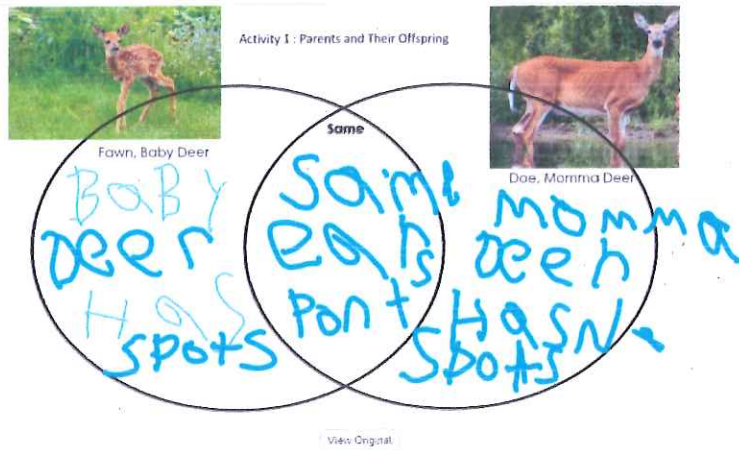 Activity 1 : Parents and Their Offspring
Same
Fawn, Baby Deer
Doe, Momma Deer
BaBy
Deer
Has
spots
Same
ears
pont
momma
Deer
Has
spots
View Original